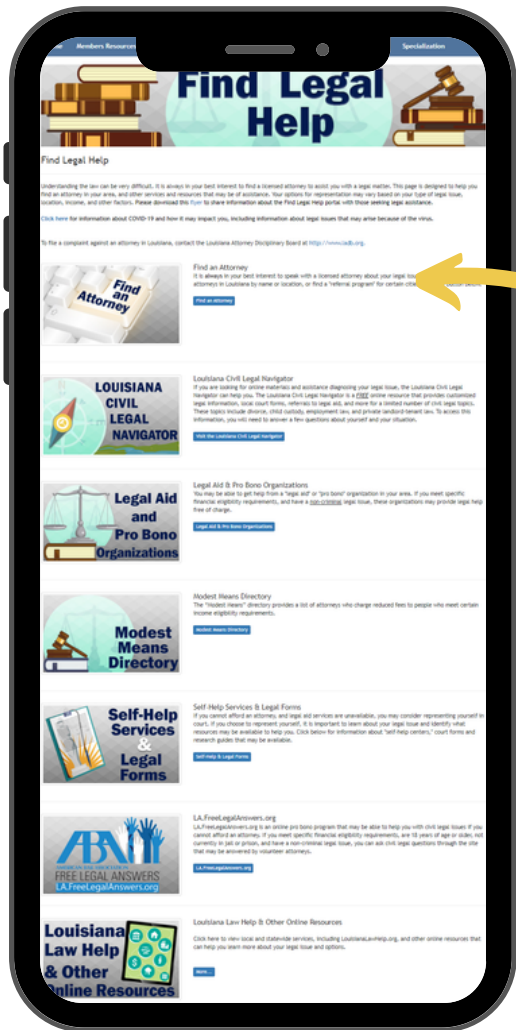 Members Resources
Specialization
Find Legal
Help
Find Legal Help
Understanding the law can be very difficult. It is always in your best interest to find a licensed attorney to assist you with a legal matter. This page is designed to help you
find an attorney in your area, and other services and resources that may be of assistance. Your options for representation may vary based on your type of legal issue,
location, income, and other factors. Please download this flyer to share information about the Find Legal Help portal with those seeking legal assistance.
Click here for information about COVID-19 and how it may impact you, including information about legal issues that may arise because of the virus.
To file a complaint against an attorney in Louisiana, contact the Louisiana Attorney Disciplinary Board at http://www.ladb.org.
Find
an
Attorney
Find an Attorney
It is always in your best interest to speak with a licensed attorney about your legal
attorneys in Louisiana by name or location, or find a "referral program" for certain
Find an Attorney
LOUISIANA
CIVIL
LEGAL
NAVIGATOR
Louisiana Civil Legal Navigator
If you are looking for online materials and assistance diagnosing your legal issue, the Louisiana Civil Legal
Navigator can help you. The Louisiana Civil Legal Navigator is a FREE online resource that provides customized
legal information, local court forms, referrals to legal aid, and more for a limited number of civil legal topics.
These topics include divorce, child custody, employment law, and private landlord-tenant law. To access this
information, you will need to answer a few questions about yourself and your situation.
Visit the Louisiana Civil Legal Navigator
Legal Aid
and
Pro Bono
Organizations
Legal Aid & Pro Bono Organizations
You may be able to get help from a "legal aid" or "pro bono" organization in your area. If you meet specific
financial eligibility requirements, and have a non-criminal legal issue, these organizations may provide legal help
free of charge.
Legal Aid & Pro Bono Organizations
Modest
Means
Directory
Modest Means Directory
The "Modest Means" directory provides a list of attorneys who charge reduced fees to people who meet certain
income eligibility requirements.
Modest Means Directory
Self-Help
Services
&
Legal
Forms
Self-Help Services & Legal Forms
If you cannot afford an attorney, and legal aid services are unavailable, you may consider representing yourself in
court. If you choose to represent yourself, it is important to learn about your legal issue and identify what
resources may be available to help you. Click below for information about "self-help centers," court forms and
research guides that may be available.
Self-Help & Legal Forms
ABA
FREE LEGAL ANSWERS
LA.FreeLegalAnswers.org
LA.FreeLegalAnswers.org
LA.FreeLegalAnswers.org is an online pro bono program that may be able to help you with civil legal issues if you
cannot afford an attorney. If you meet specific financial eligibility requirements, are 18 years of age or older, not
currently in jail or prison, and have a non-criminal legal issue, you can ask civil legal questions through the site
that may be answered by volunteer attorneys.
LA.FreeLegalAnswers.org
Louisiana
Law Help
& Other
Online Resources
Louisiana Law Help & Other Online Resources
Click here to view local and statewide services, including LouisianaLawHelp.org, and other online resources that
can help you learn more about your legal issue and options.
More ...